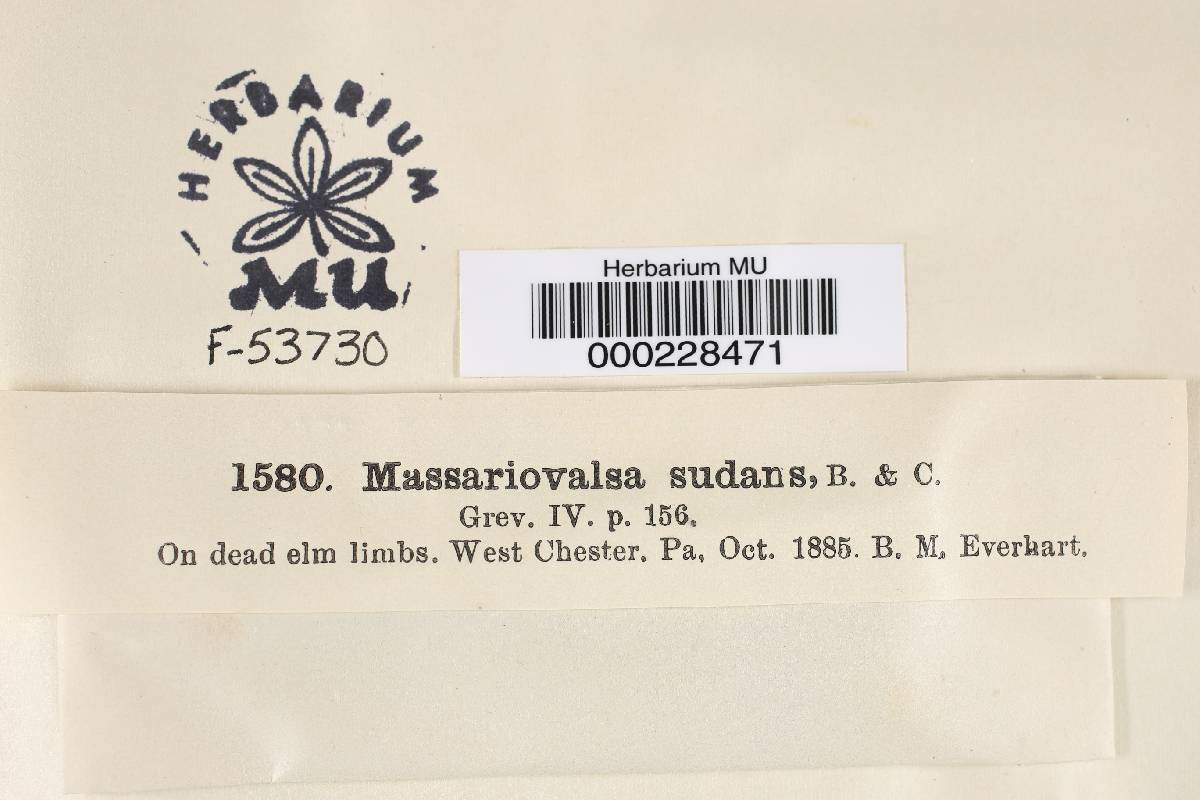 HERBARIUM
MU
F-53730
Herbarium MU
000228471
1580. Massariovalsa sudans, B. & C.
Grev. IV. p. 156.
On dead elm limbs. West Chester. Pa, Oct. 1885. B. M. Everhart.